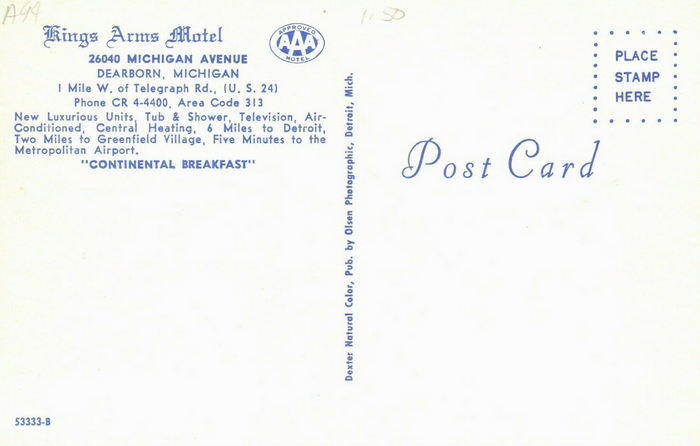 A44
1.50
Kings Arms Motel
26040 MICHIGAN AVENUE
DEARBORN, MICHIGAN
1 Mile W. of Telegraph Rd., (U. S. 24)
Phone CR 4-4400, Area Code 313
New Luxurious Units, Tub & Shower, Television, Air-
Conditioned, Central Heating, 6 Miles to Detroit,
Two Miles to Greenfield Village, Five Minutes to the
Metropolitan Airport.
"CONTINENTAL BREAKFAST"
APPROVED
AAA
MOTEL
Dexter Natural Color, Pub. by Olsen Photographic, Detroit, Mich.
PLACE
STAMP
HERE
Post Card
53333-B